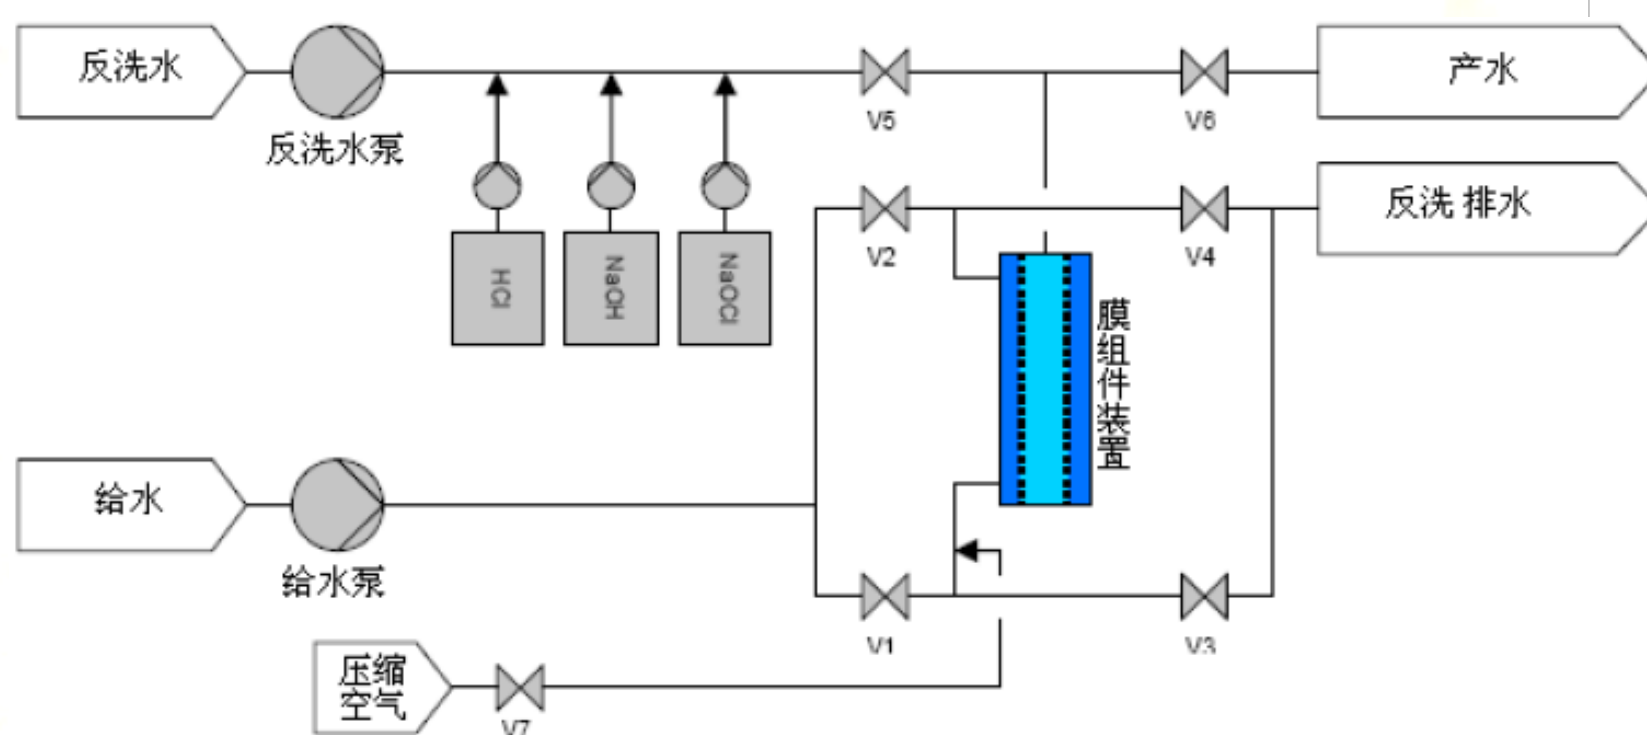 反洗水
产水
反洗水泵
V5
V6
反洗 排水
V2
V4
HCl
NaOH
NaOCl
膜组件装置
给水
给水泵
V1
V3
压缩
空气
V7